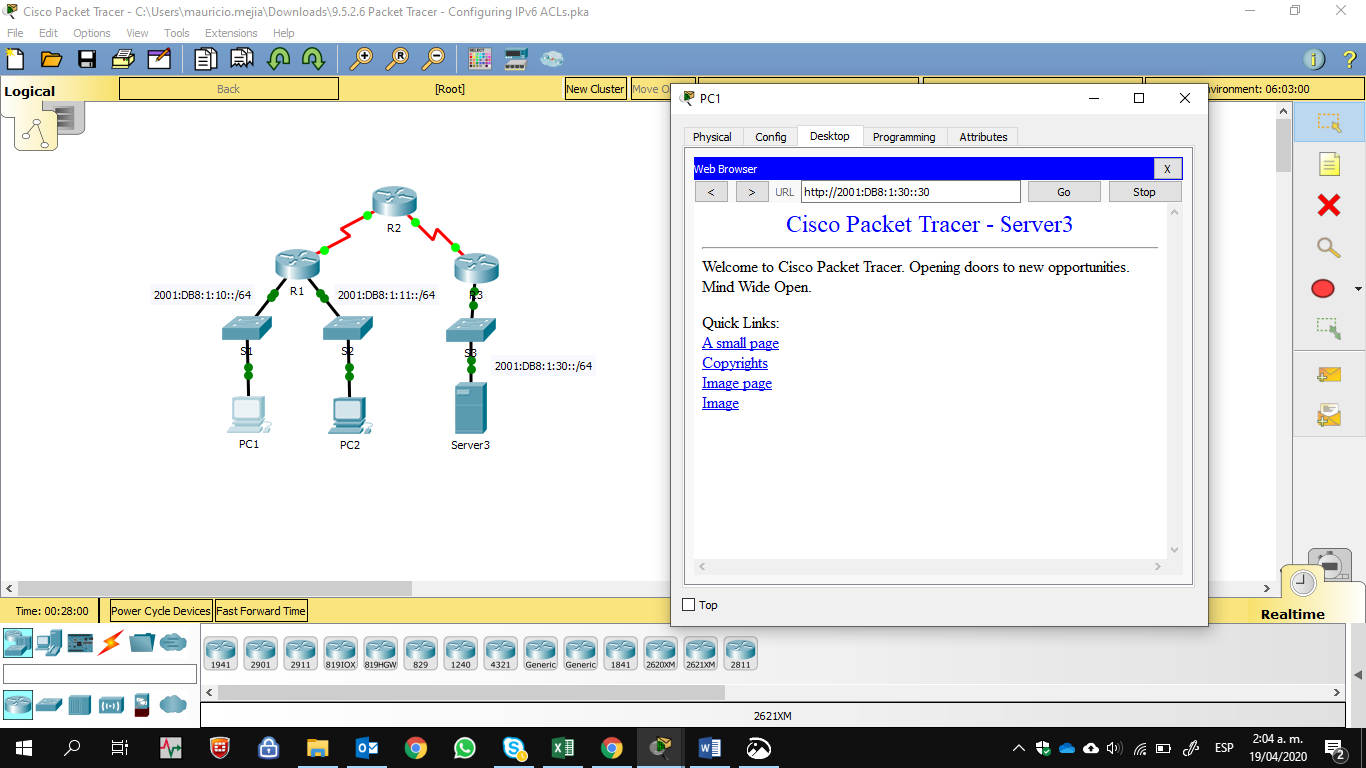 Cisco Packet Tracer - C:\Users\mauricio.mejia\Downloads\9.5.2.6 Packet Tracer - Configuring IPv6 ACLs.pka
File Edit Options View Tools Extensions Help
Logical
Back
[Root]
New Cluster
Move O
nvironment: 06:03:00
PC1
Physical Config Desktop Programming Attributes
Web Browser X
< > URL http://2001:DB8:1:30::30 Go Stop
Cisco Packet Tracer - Server3
Welcome to Cisco Packet Tracer. Opening doors to new opportunities.
Mind Wide Open.
Quick Links:
A small page
Copyrights
Image page
Image
Top
R2
R1
R3
2001:DB8:1:10::/64
2001:DB8:1:11::/64
S1
S2
S3
2001:DB8:1:30::/64
PC1
PC2
Server3
Time: 00:28:00 Power Cycle Devices Fast Forward Time
Realtime
1941 2901 2911 819IOX 819HGW 829 1240 4321 Generic Generic 1841 2620XM 2621XM 2811
2621XM
ESP
2:04 a. m.
19/04/2020
2